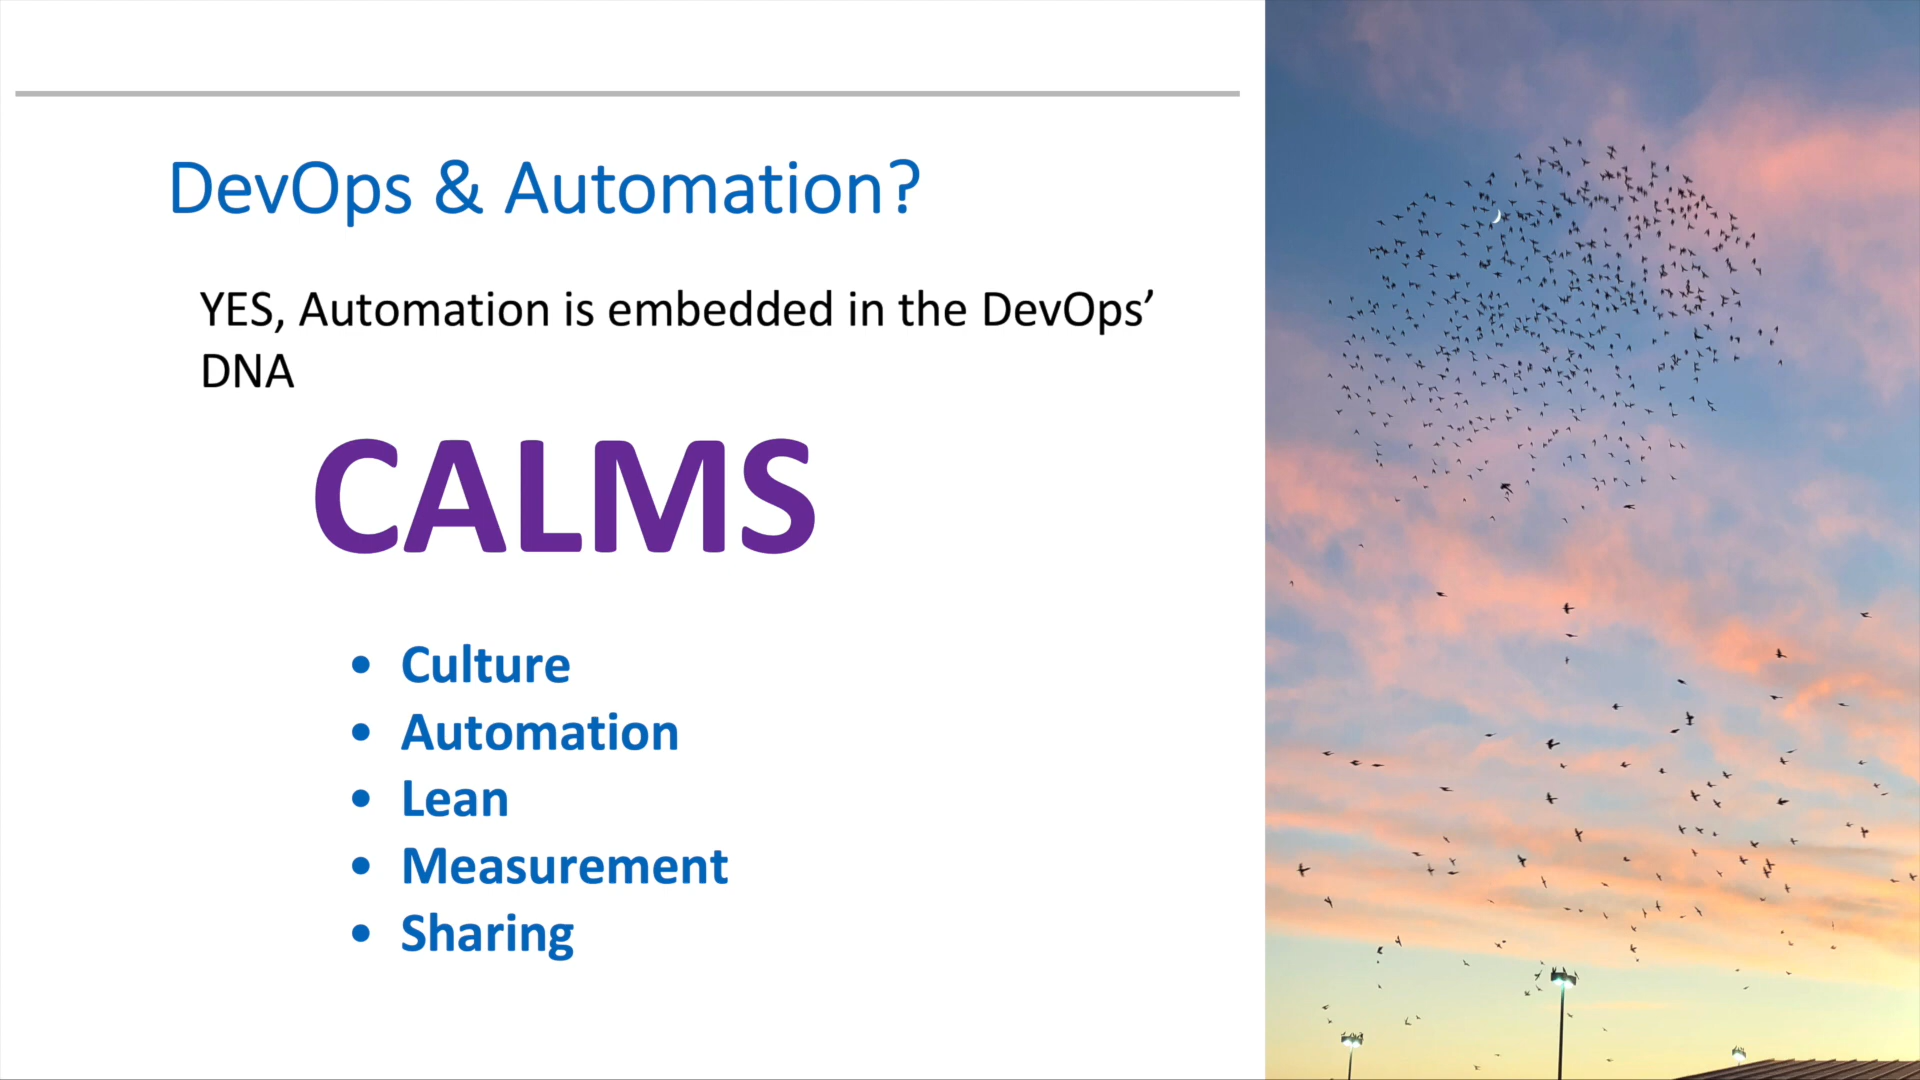 DevOps & Automation?
YES, Automation is embedded in the DevOps’
DNA
CALMS
• Culture
• Automation
• Lean
• Measurement
• Sharing